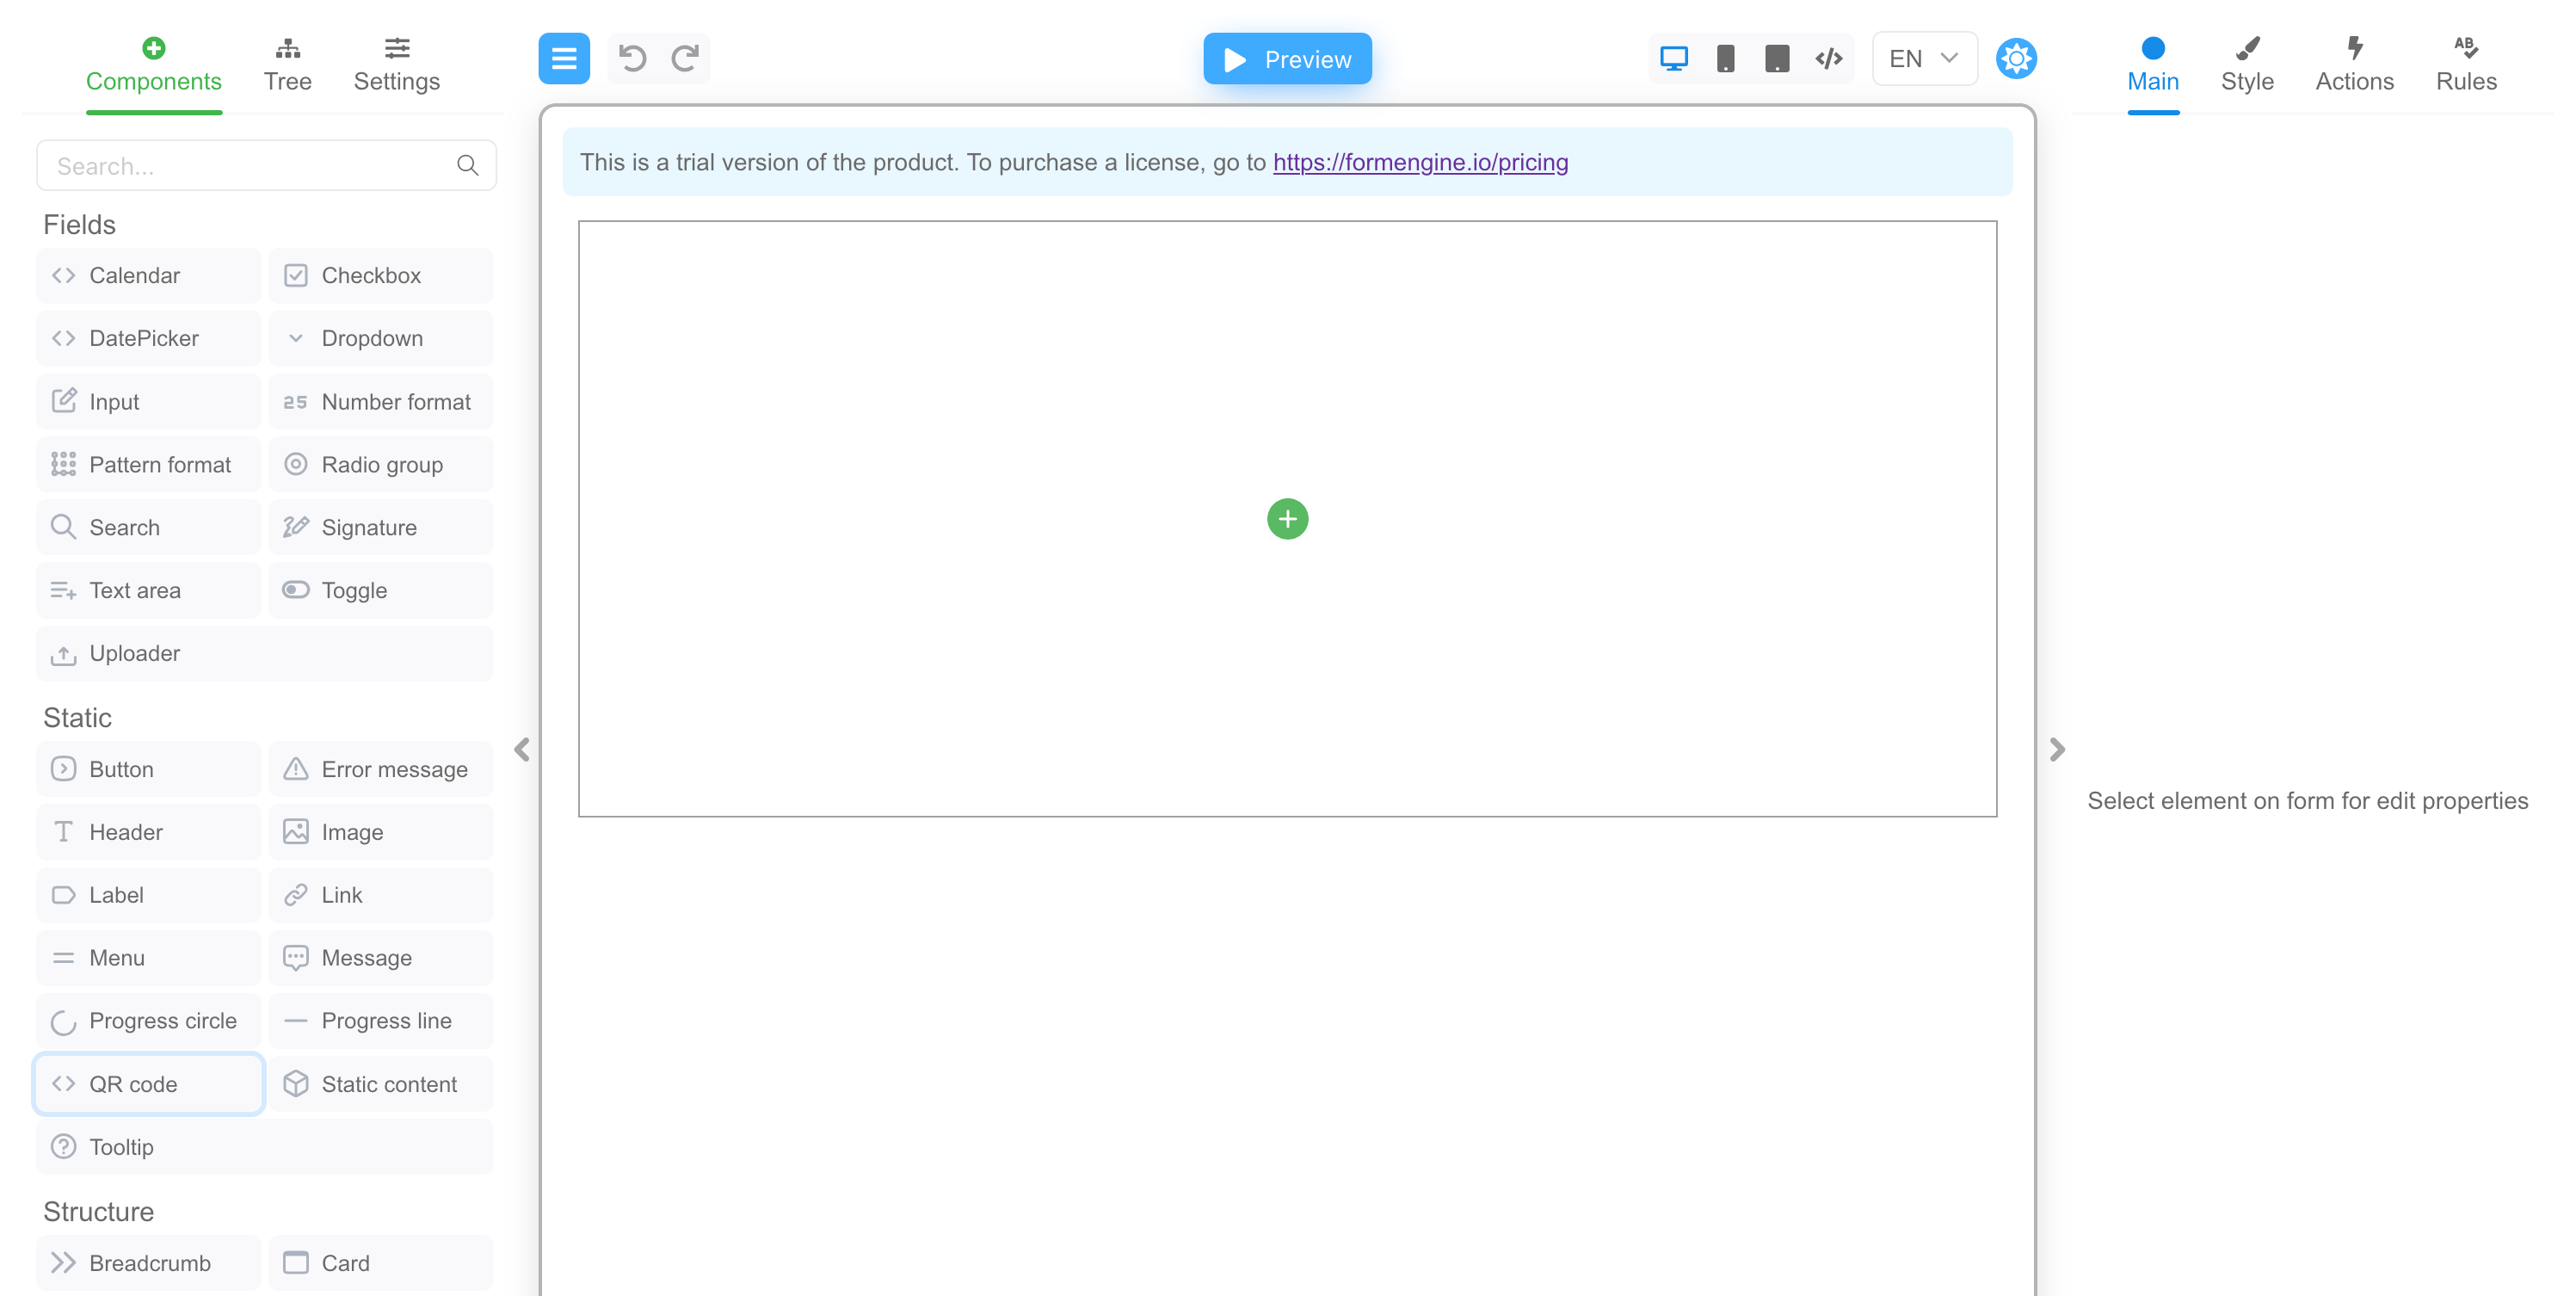 Components Tree Settings
Preview
EN
Main Style Actions Rules
Search...
This is a trial version of the product. To purchase a license, go to https://formengine.io/pricing
Fields
Calendar Checkbox
DatePicker Dropdown
Input 25 Number format
Pattern format Radio group
Search Signature
Text area Toggle
Uploader
Static
Button Error message
Header Image
Label Link
Menu Message
Progress circle Progress line
QR code Static content
Tooltip
Structure
Breadcrumb Card
Select element on form for edit properties
AB